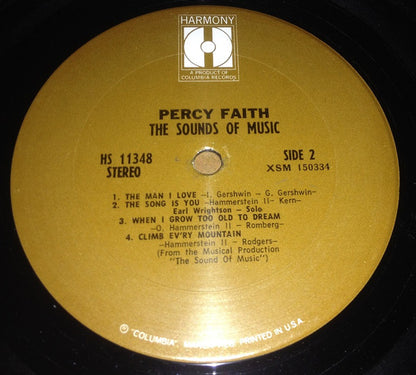 HARMONY
H
A PRODUCT OF
COLUMBIA RECORDS
PERCY FAITH
THE SOUNDS OF MUSIC
HS 11348 SIDE 2
STEREO XSM 150334
1. THE MAN I LOVE -I. Gershwin - G. Gershwin-
2. THE SONG IS YOU -Hammerstein II- Kern-
Earl Wrightson - Solo
3. WHEN I GROW TOO OLD TO DREAM
-O. Hammerstein II - Romberg-
4. CLIMB EV'RY MOUNTAIN
-Hammerstein II - Rodgers-
(From the Musical Production
"The Sound Of Music")
® "COLUMBIA", PRINTED IN U.S.A.